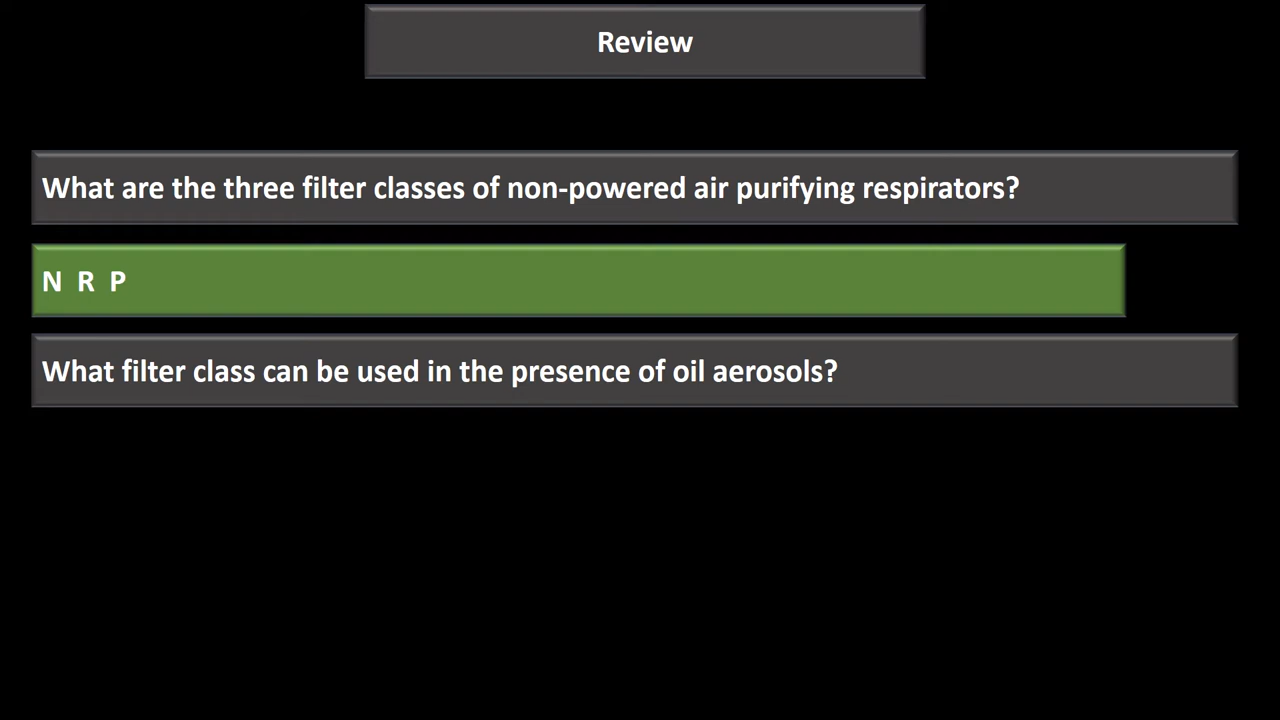 Review
What are the three filter classes of non-powered air purifying respirators?
N R P
What filter class can be used in the presence of oil aerosols?